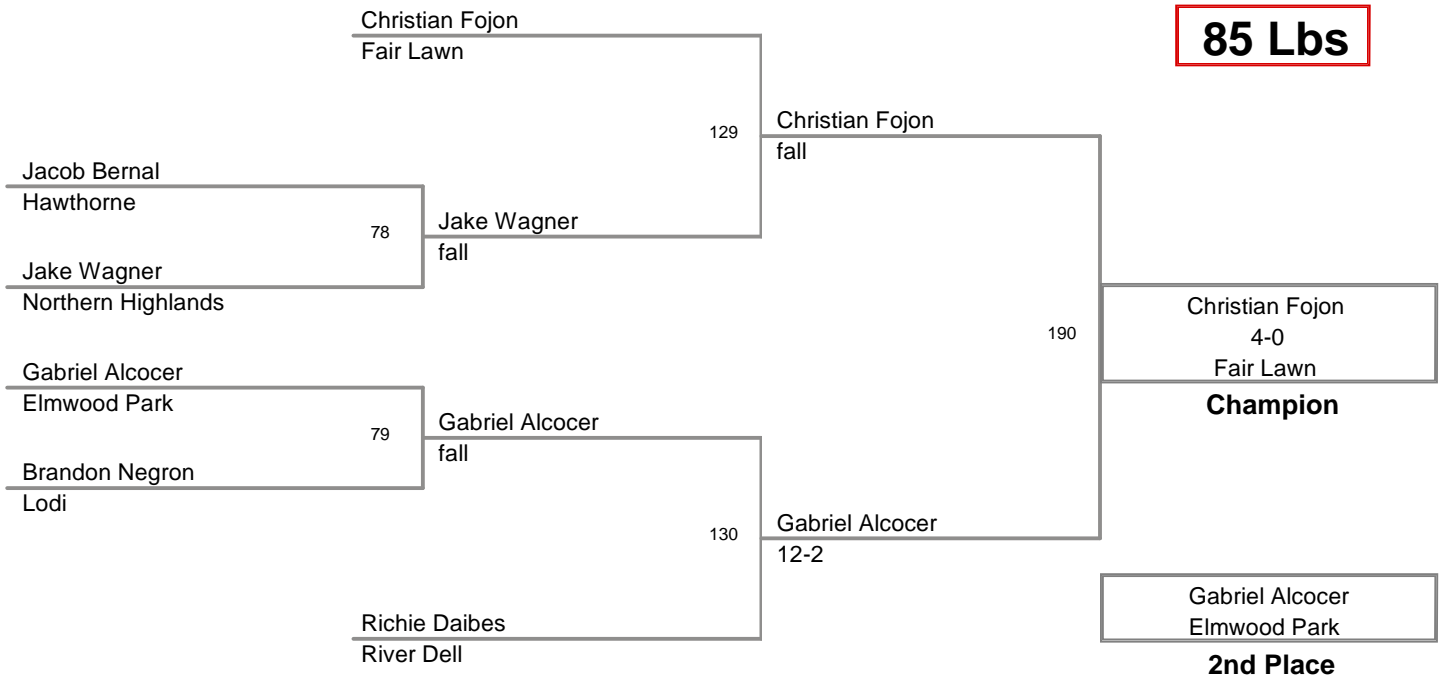 Christian Fojon
Fair Lawn
85 Lbs
129
Christian Fojon
fall
Jacob Bernal
Hawthorne
78
Jake Wagner
fall
Jake Wagner
Northern Highlands
190
Christian Fojon
4-0
Fair Lawn
Champion
Gabriel Alcocer
Elmwood Park
79
Gabriel Alcocer
fall
Brandon Negron
Lodi
130
Gabriel Alcocer
12-2
Richie Daibes
River Dell
Gabriel Alcocer
Elmwood Park
2nd Place